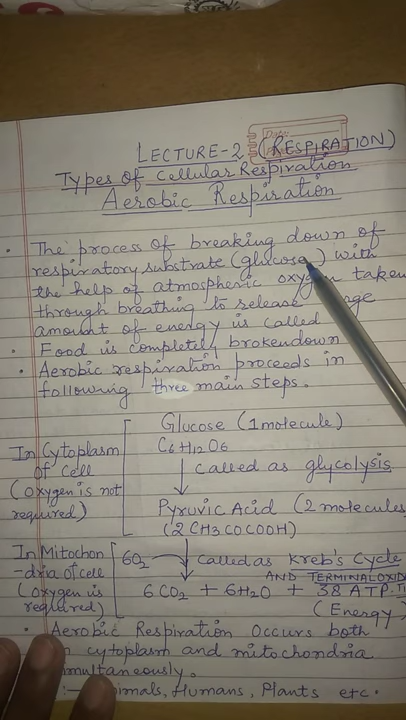 LECTURE-2 (RESPIRATION)
Types of Cellular Respiration
Aerobic Respiration
• The process of breaking down of
respiratory substrate (glucose) with
the help of atmospheric oxygen taken
through breathing to release
amount of energy is called
• Food is completely brokendown
• Aerobic respiration proceeds in
following three main steps.
Glucose (1 molecule)
C6H12O6
In Cytoplasm
of cell
(oxygen is not
required)
called as glycolysis
Pyruvic Acid (2 molecules
(2CH3COCOOH)
In Mitochon
-dria of cell
(oxygen is
required)
6O2
called as Kreb's Cycle
AND TERMINAL OXID
6CO2 + 6H2O + 38 ATP
(Energy)
• Aerobic Respiration Occurs both
cytoplasm and mitochondria
simultaneously.
Humans, Plants etc.